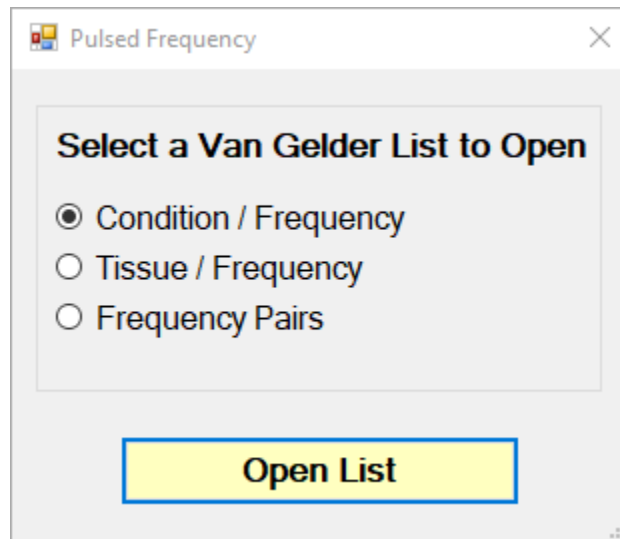 Pulsed Frequency
Select a Van Gelder List to Open
Condition / Frequency
Tissue / Frequency
Frequency Pairs
Open List